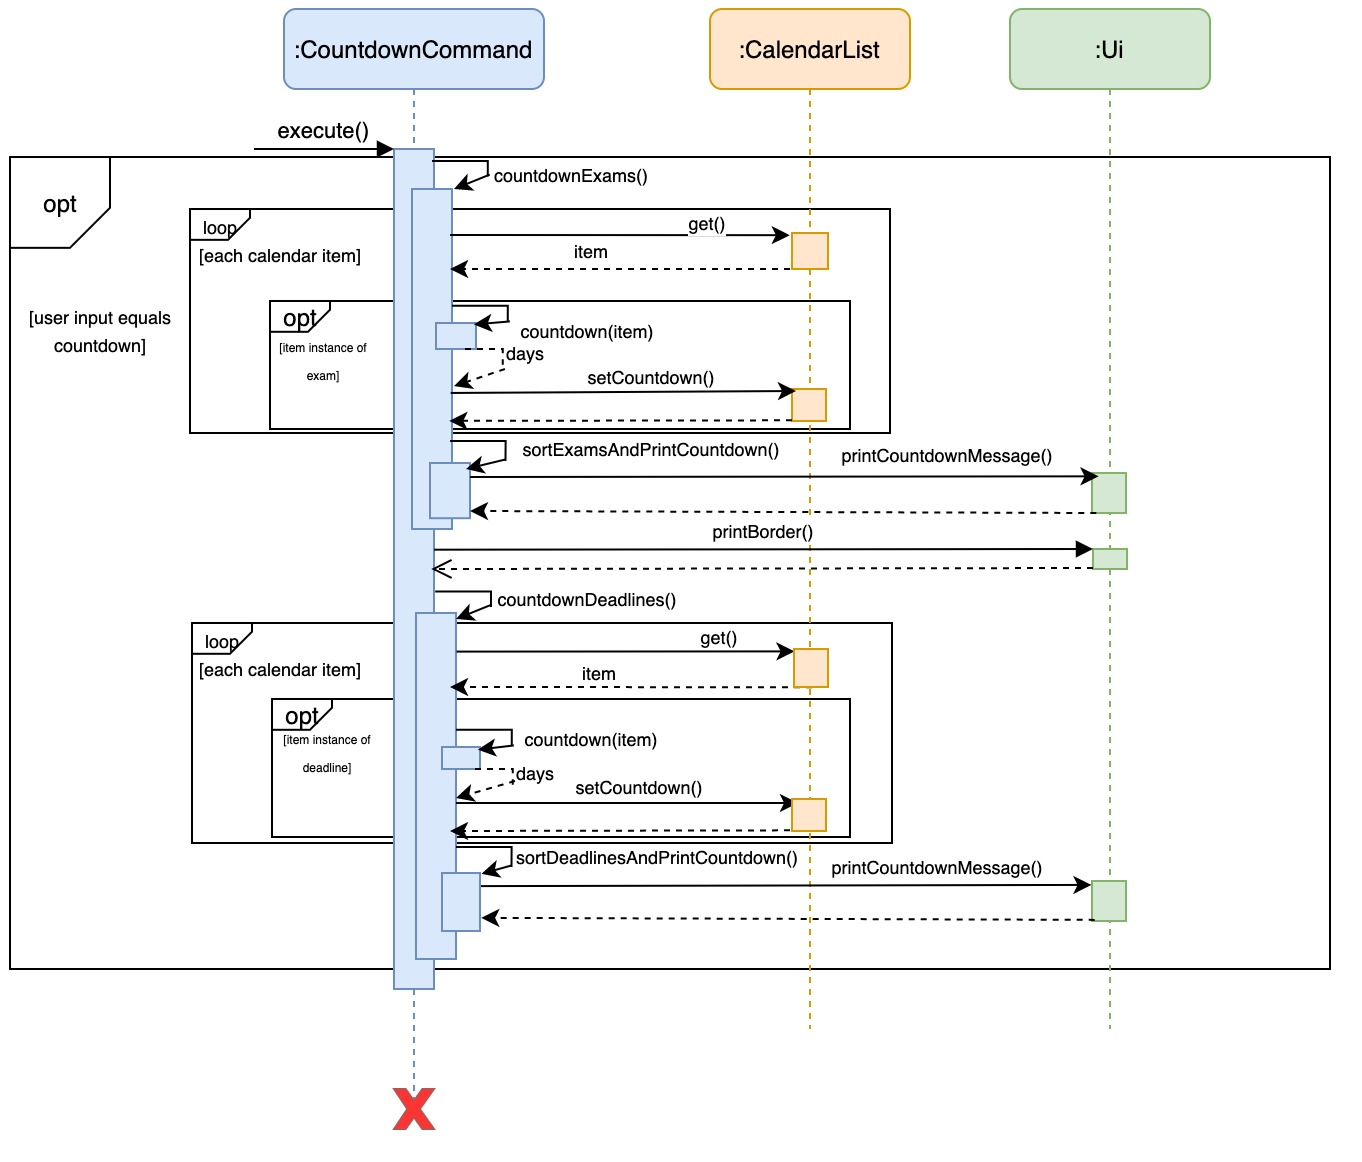 :CountdownCommand
:CalendarList
:Ui
execute()
opt
countdownExams()
loop
get()
[each calendar item]
item
[user input equals
countdown]
opt
countdown(item)
[item instance of
exam]
days
setCountdown()
sortExamsAndPrintCountdown()
printCountdownMessage()
printBorder()
countdownDeadlines()
loop
get()
[each calendar item]
item
opt
[item instance of
deadline]
countdown(item)
days
setCountdown()
sortDeadlinesAndPrintCountdown()
printCountdownMessage()